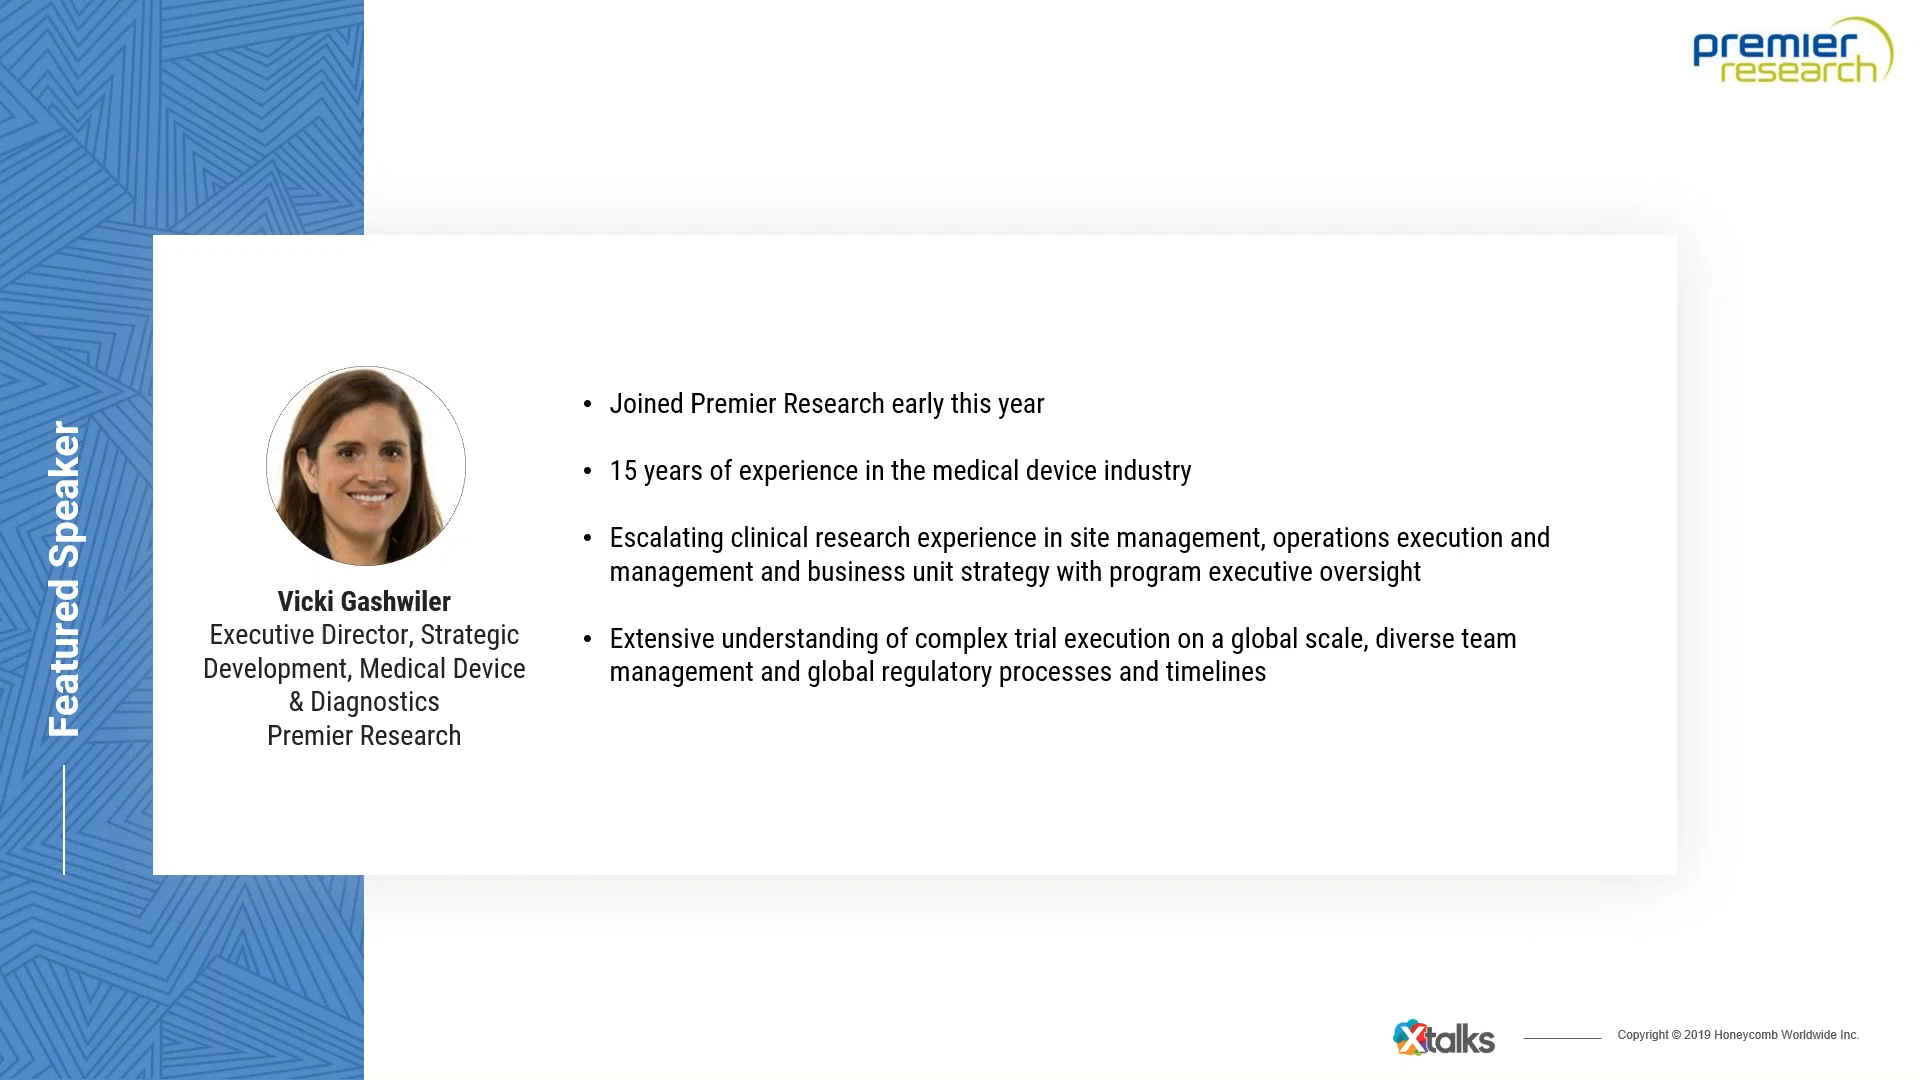 premier
research
Featured Speaker
Vicki Gashwiler
Executive Director, Strategic
Development, Medical Device
& Diagnostics
Premier Research
• Joined Premier Research early this year
• 15 years of experience in the medical device industry
• Escalating clinical research experience in site management, operations execution and
management and business unit strategy with program executive oversight
• Extensive understanding of complex trial execution on a global scale, diverse team
management and global regulatory processes and timelines
Xtalks
Copyright © 2019 Honeycomb Worldwide Inc.